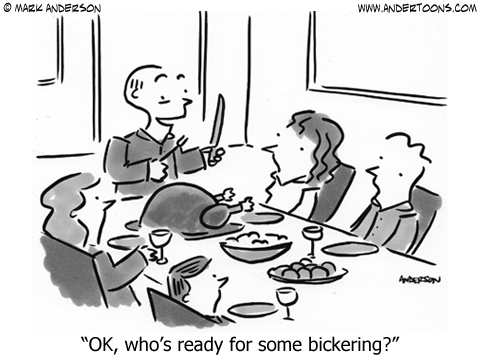 © MARK ANDERSON
WWW.ANDERTOONS.COM
ANDERSON
“OK, who’s ready for some bickering?”